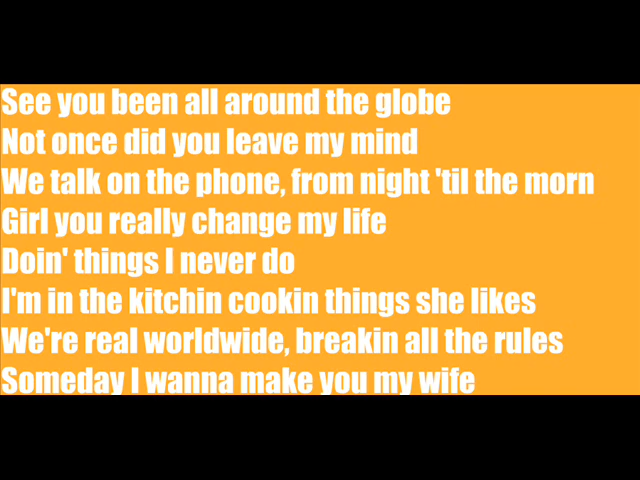 See you been all around the globe
Not once did you leave my mind
We talk on the phone, from night 'til the morn
Girl you really change my life
Doin' things I never do
I'm in the kitchin cookin things she likes
We're real worldwide, breakin all the rules
Someday I wanna make you my wife